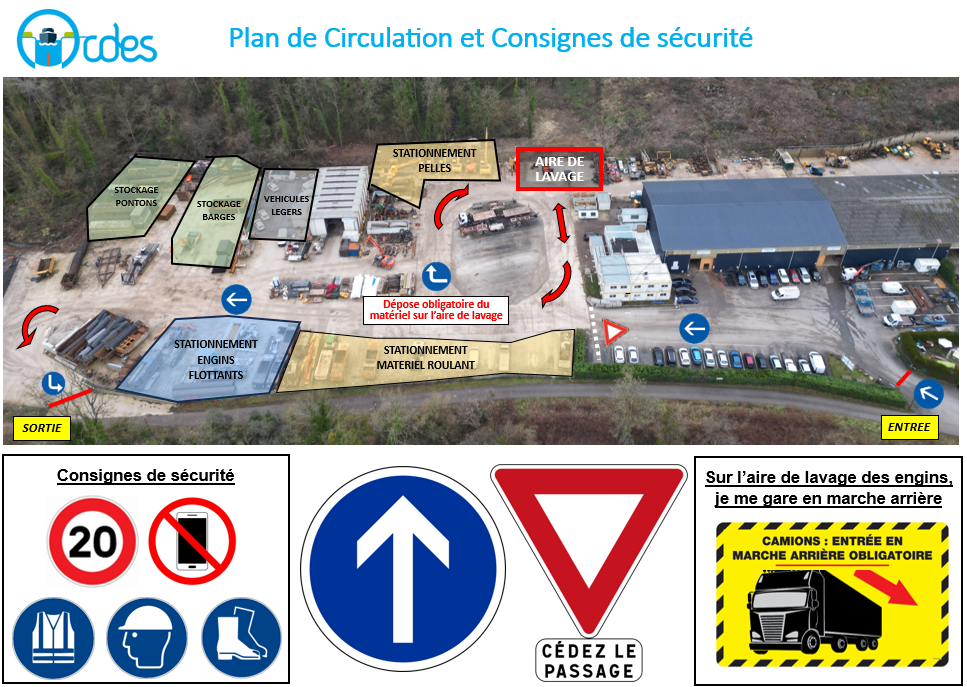 cdes
Plan de Circulation et Consignes de sécurité
STATIONNEMENT
PELLES
AIRE DE
LAVAGE
STOCKAGE
PONTONS
STOCKAGE
BARGES
VEHICULES
LEGERS
Dépose obligatoire du
matériel sur l'aire de lavage
STATIONNEMENT
ENGINS
FLOTTANTS
STATIONNEMENT
MATERIEL ROULANT
SORTIE
ENTREE
Consignes de sécurité
20
CÉDEZ LE
PASSAGE
Sur l'aire de lavage des engins,
je me gare en marche arrière
CAMIONS : ENTRÉE EN
MARCHE ARRIÈRE OBLIGATOIRE